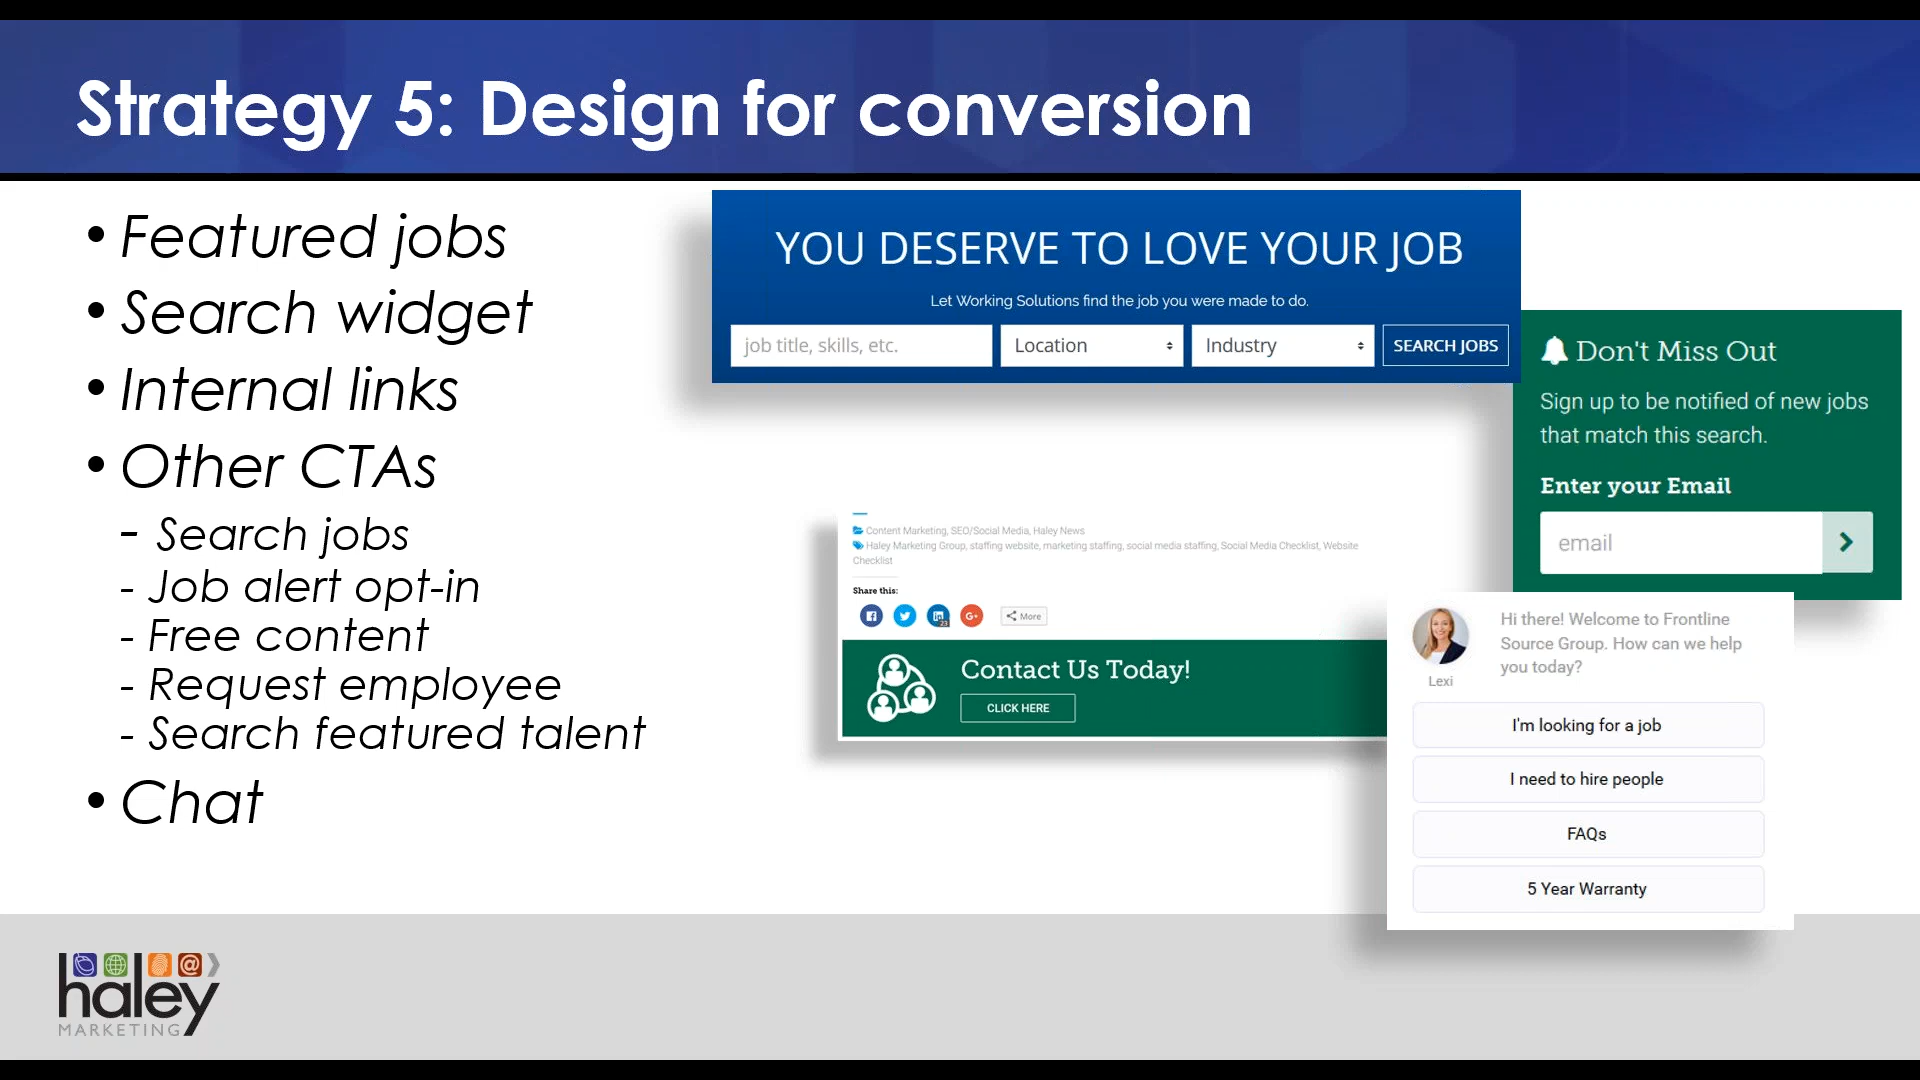 Strategy 5: Design for conversion
• Featured jobs
• Search widget
• Internal links
• Other CTAs
- Search jobs
- Job alert opt-in
- Free content
- Request employee
- Search featured talent
• Chat
YOU DESERVE TO LOVE YOUR JOB
Let Working Solutions find the job you were made to do.
job title, skills, etc.
Location
Industry
SEARCH JOBS
Don't Miss Out
Sign up to be notified of new jobs
that match this search.
Enter your Email
email
Content Marketing, SEO/Social Media, Haley News
Haley Marketing Group, staffing website, marketing staffing, social media staffing, Social Media Checklist, Website
Checklist
Share this:
23
G+
More
Contact Us Today!
CLICK HERE
Hi there! Welcome to Frontline
Source Group. How can we help
you today?
Lexi
I'm looking for a job
I need to hire people
FAQs
5 Year Warranty
@
haley
MARKETING